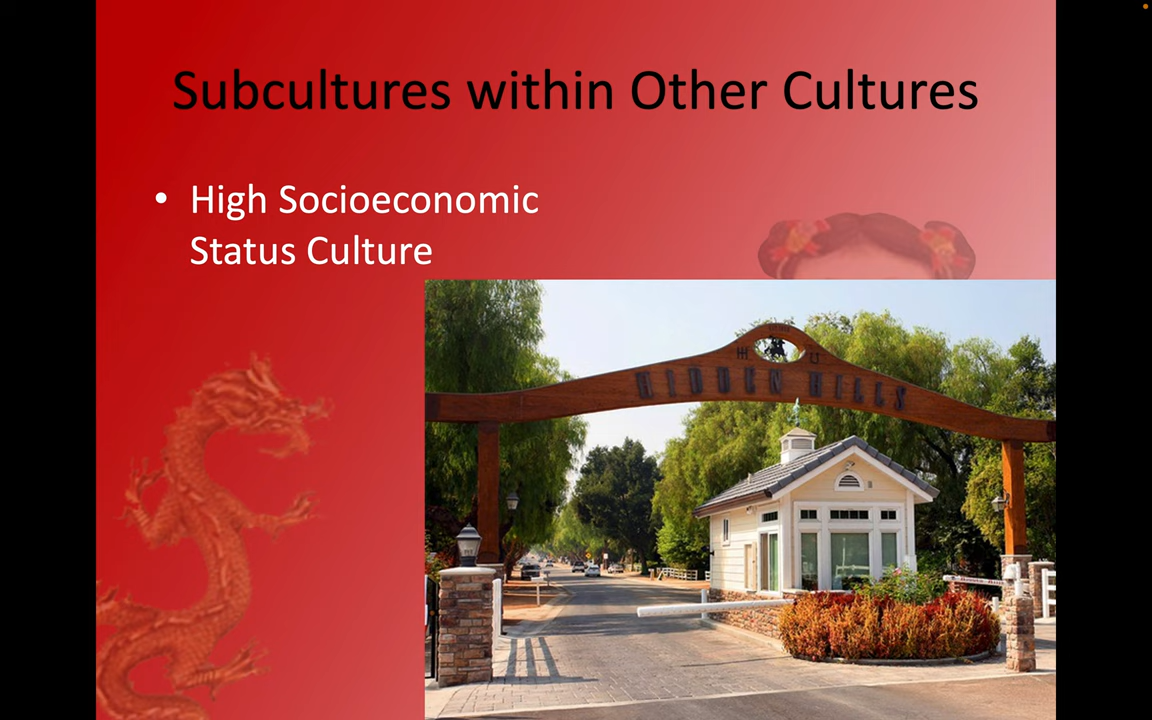 Subcultures within Other Cultures
• High Socioeconomic
Status Culture
HIDDEN HILLS